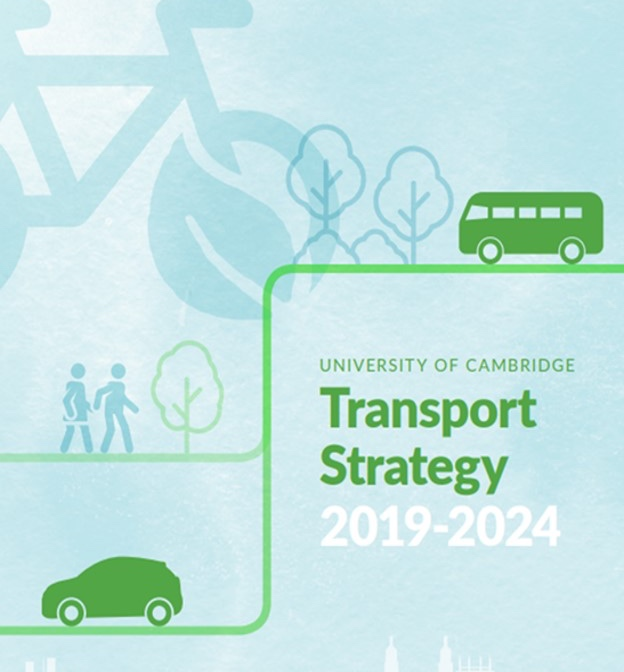 UNIVERSITY OF CAMBRIDGE
Transport
Strategy
2019-2024